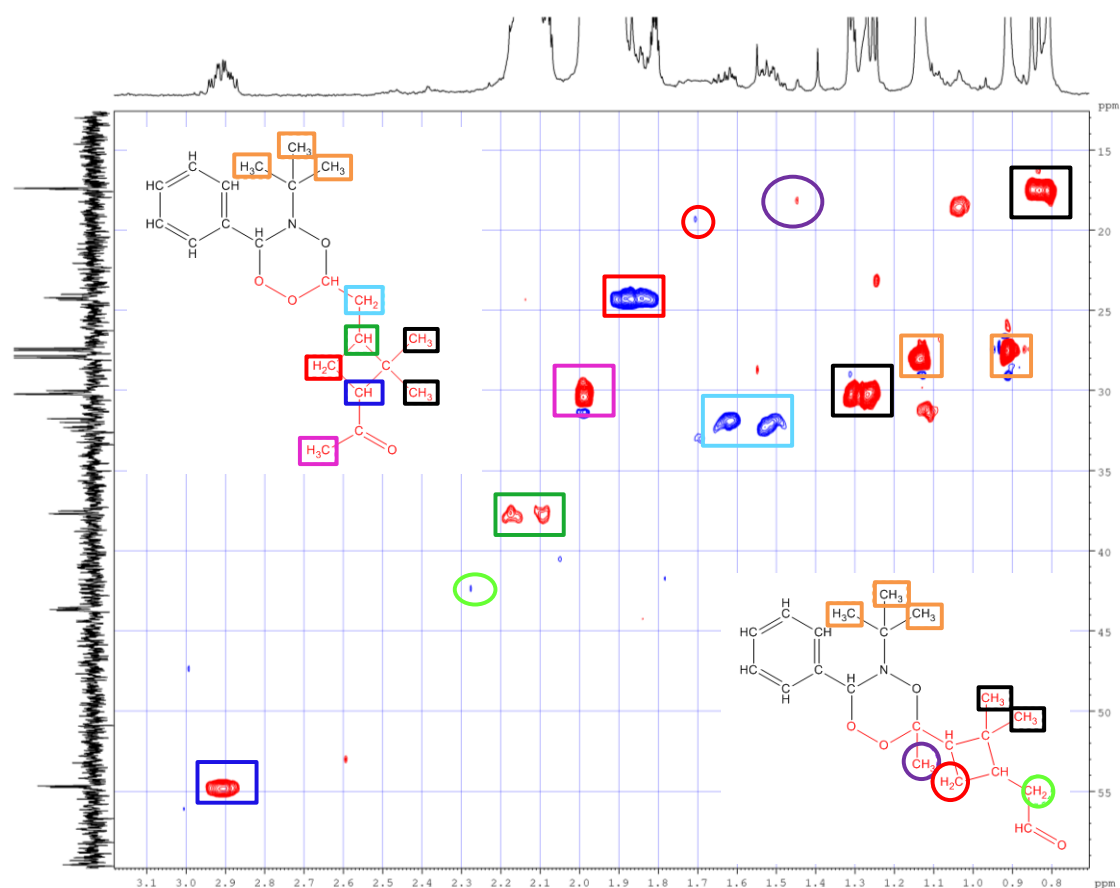 ppm
15
20
25
30
35
40
45
50
55
CH3
H3C
CH3
H
C
HC
CH
C
HC
C
C
H
C
H
N
O
O
O
CH
CH2
CH
H2C
C
CH3
CH3
CH
C
O
H3C
CH3
H3C
CH3
H
C
HC
CH
C
HC
C
C
H
H
C
N
O
O
O
C
CH3
CH3
H
C
CH3
H2C
CH
CH2
HC
O
3.1 3.0 2.9 2.8 2.7 2.6 2.5 2.4 2.3 2.2 2.1 2.0 1.9 1.8 1.7 1.6 1.5 1.4 1.3 1.2 1.1 1.0 0.9 0.8 ppm